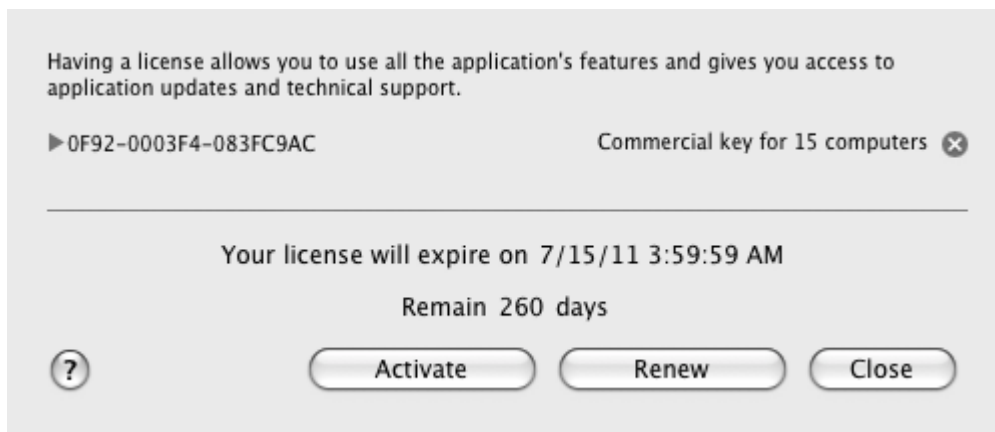 Having a license allows you to use all the application's features and gives you access to
application updates and technical support.
0F92-0003F4-083FC9AC Commercial key for 15 computers
Your license will expire on 7/15/11 3:59:59 AM
Remain 260 days
? Activate Renew Close